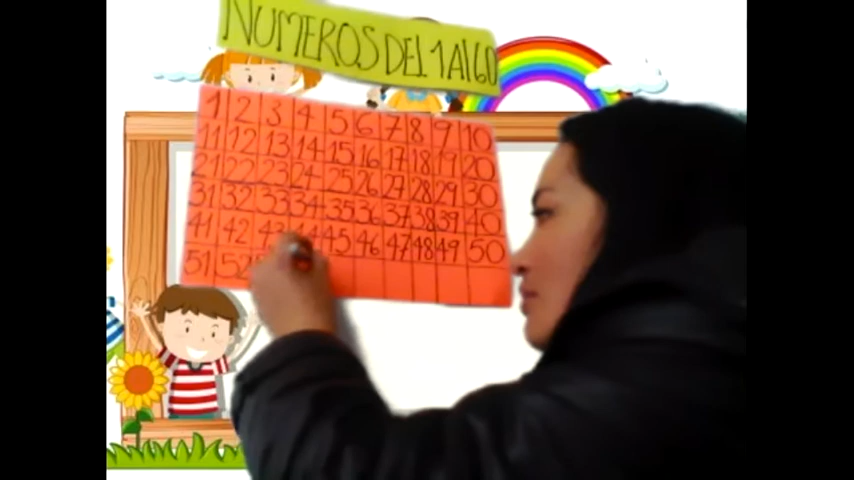 NUMEROS DEL 1 Al 60
1 2 3 4 5 6 7 8 9 10
11 12 13 14 15 16 17 18 19 20
21 22 23 24 25 26 27 28 29 30
31 32 33 34 35 36 37 38 39 40
41 42 43 44 45 46 47 48 49 50
51 52